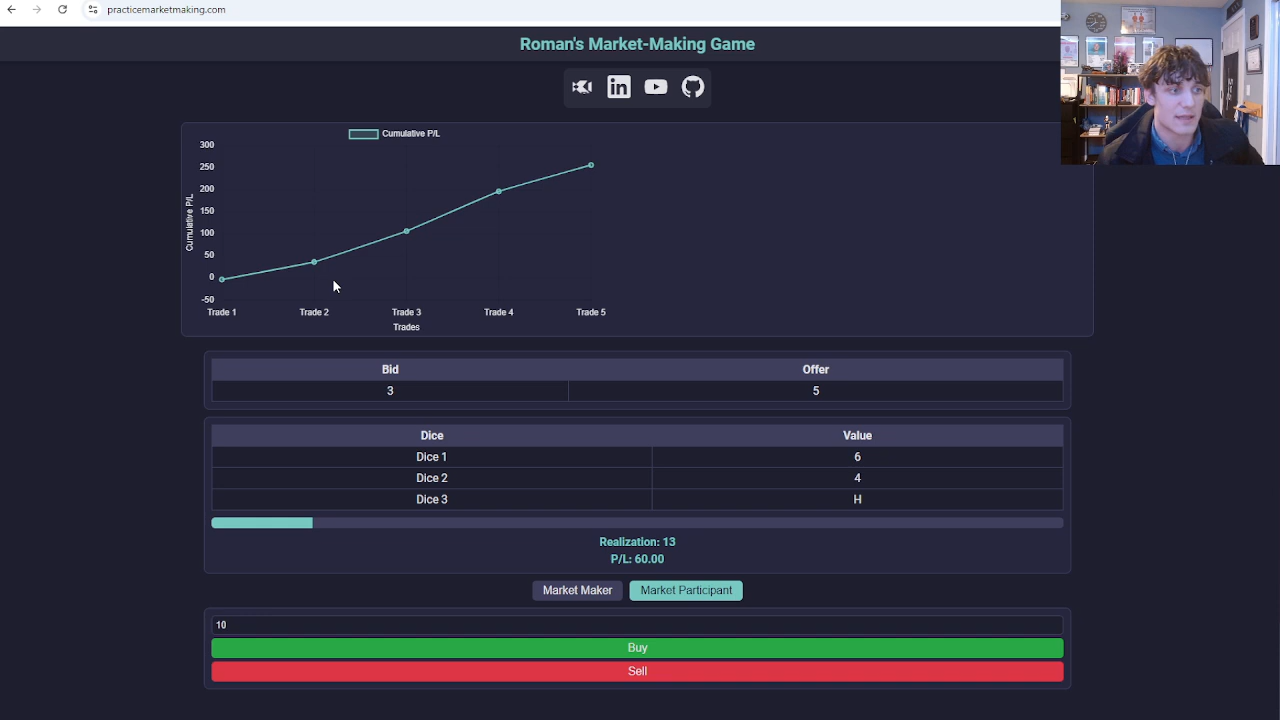 practicemarketmaking.com
Roman's Market-Making Game
in
Cumulative P/L
300
250
200
150
100
50
0
-50
Cumulative P/L
Trade 1 Trade 2 Trade 3 Trade 4 Trade 5
Trades
Bid Offer
3 5
Dice Value
Dice 1 6
Dice 2 4
Dice 3 H
Realization: 13
P/L: 60.00
Market Maker Market Participant
10
Buy
Sell